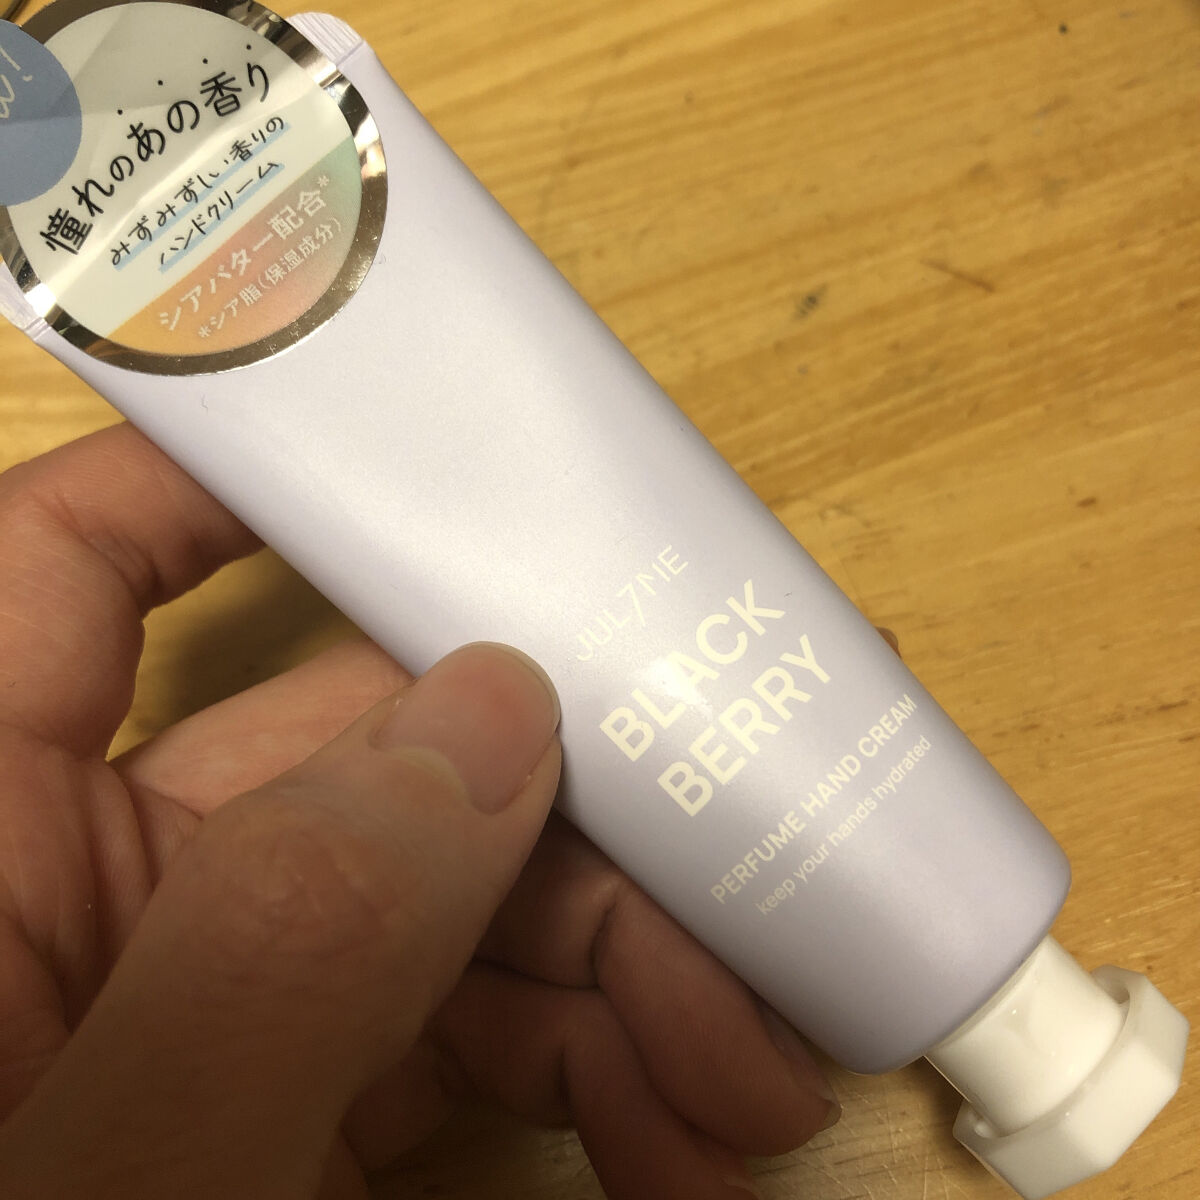 憧れのあの香り
みずみずしい香りの
ハンドクリーム
シアバター配合*
*シア脂(保湿成分)
JUL7ME
BLACK
BERRY
PERFUME HAND CREAM
keep your hands hydrated